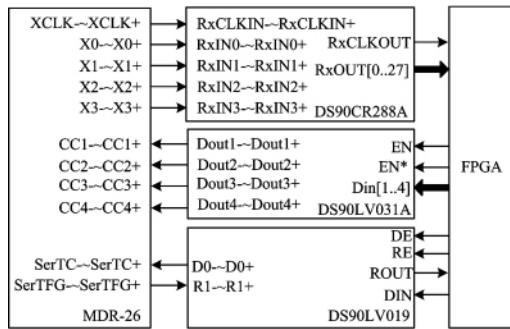 XCLK-~XCLK+ RxCLKIN-~RxCLKIN+
RxCLKOUT
X0-~X0+ RxIN0-~RxIN0+
X1-~X1+ RxIN1-~RxIN1+ RxOUT[0..27]
X2-~X2+ RxIN2-~RxIN2+
X3-~X3+ RxIN3-~RxIN3+
DS90CR288A
CC1-~CC1+ Dout1-~Dout1+ EN
CC2-~CC2+ Dout2-~Dout2+ EN* FPGA
CC3-~CC3+ Dout3-~Dout3+ Din[1..4]
CC4-~CC4+ Dout4-~Dout4+
DS90LV031A
DE
RE
SerTC-~SerTC+ D0-~D0+ ROUT
SerTFG-~SerTFG+ R1-~R1+ DIN
MDR-26 DS90LV019